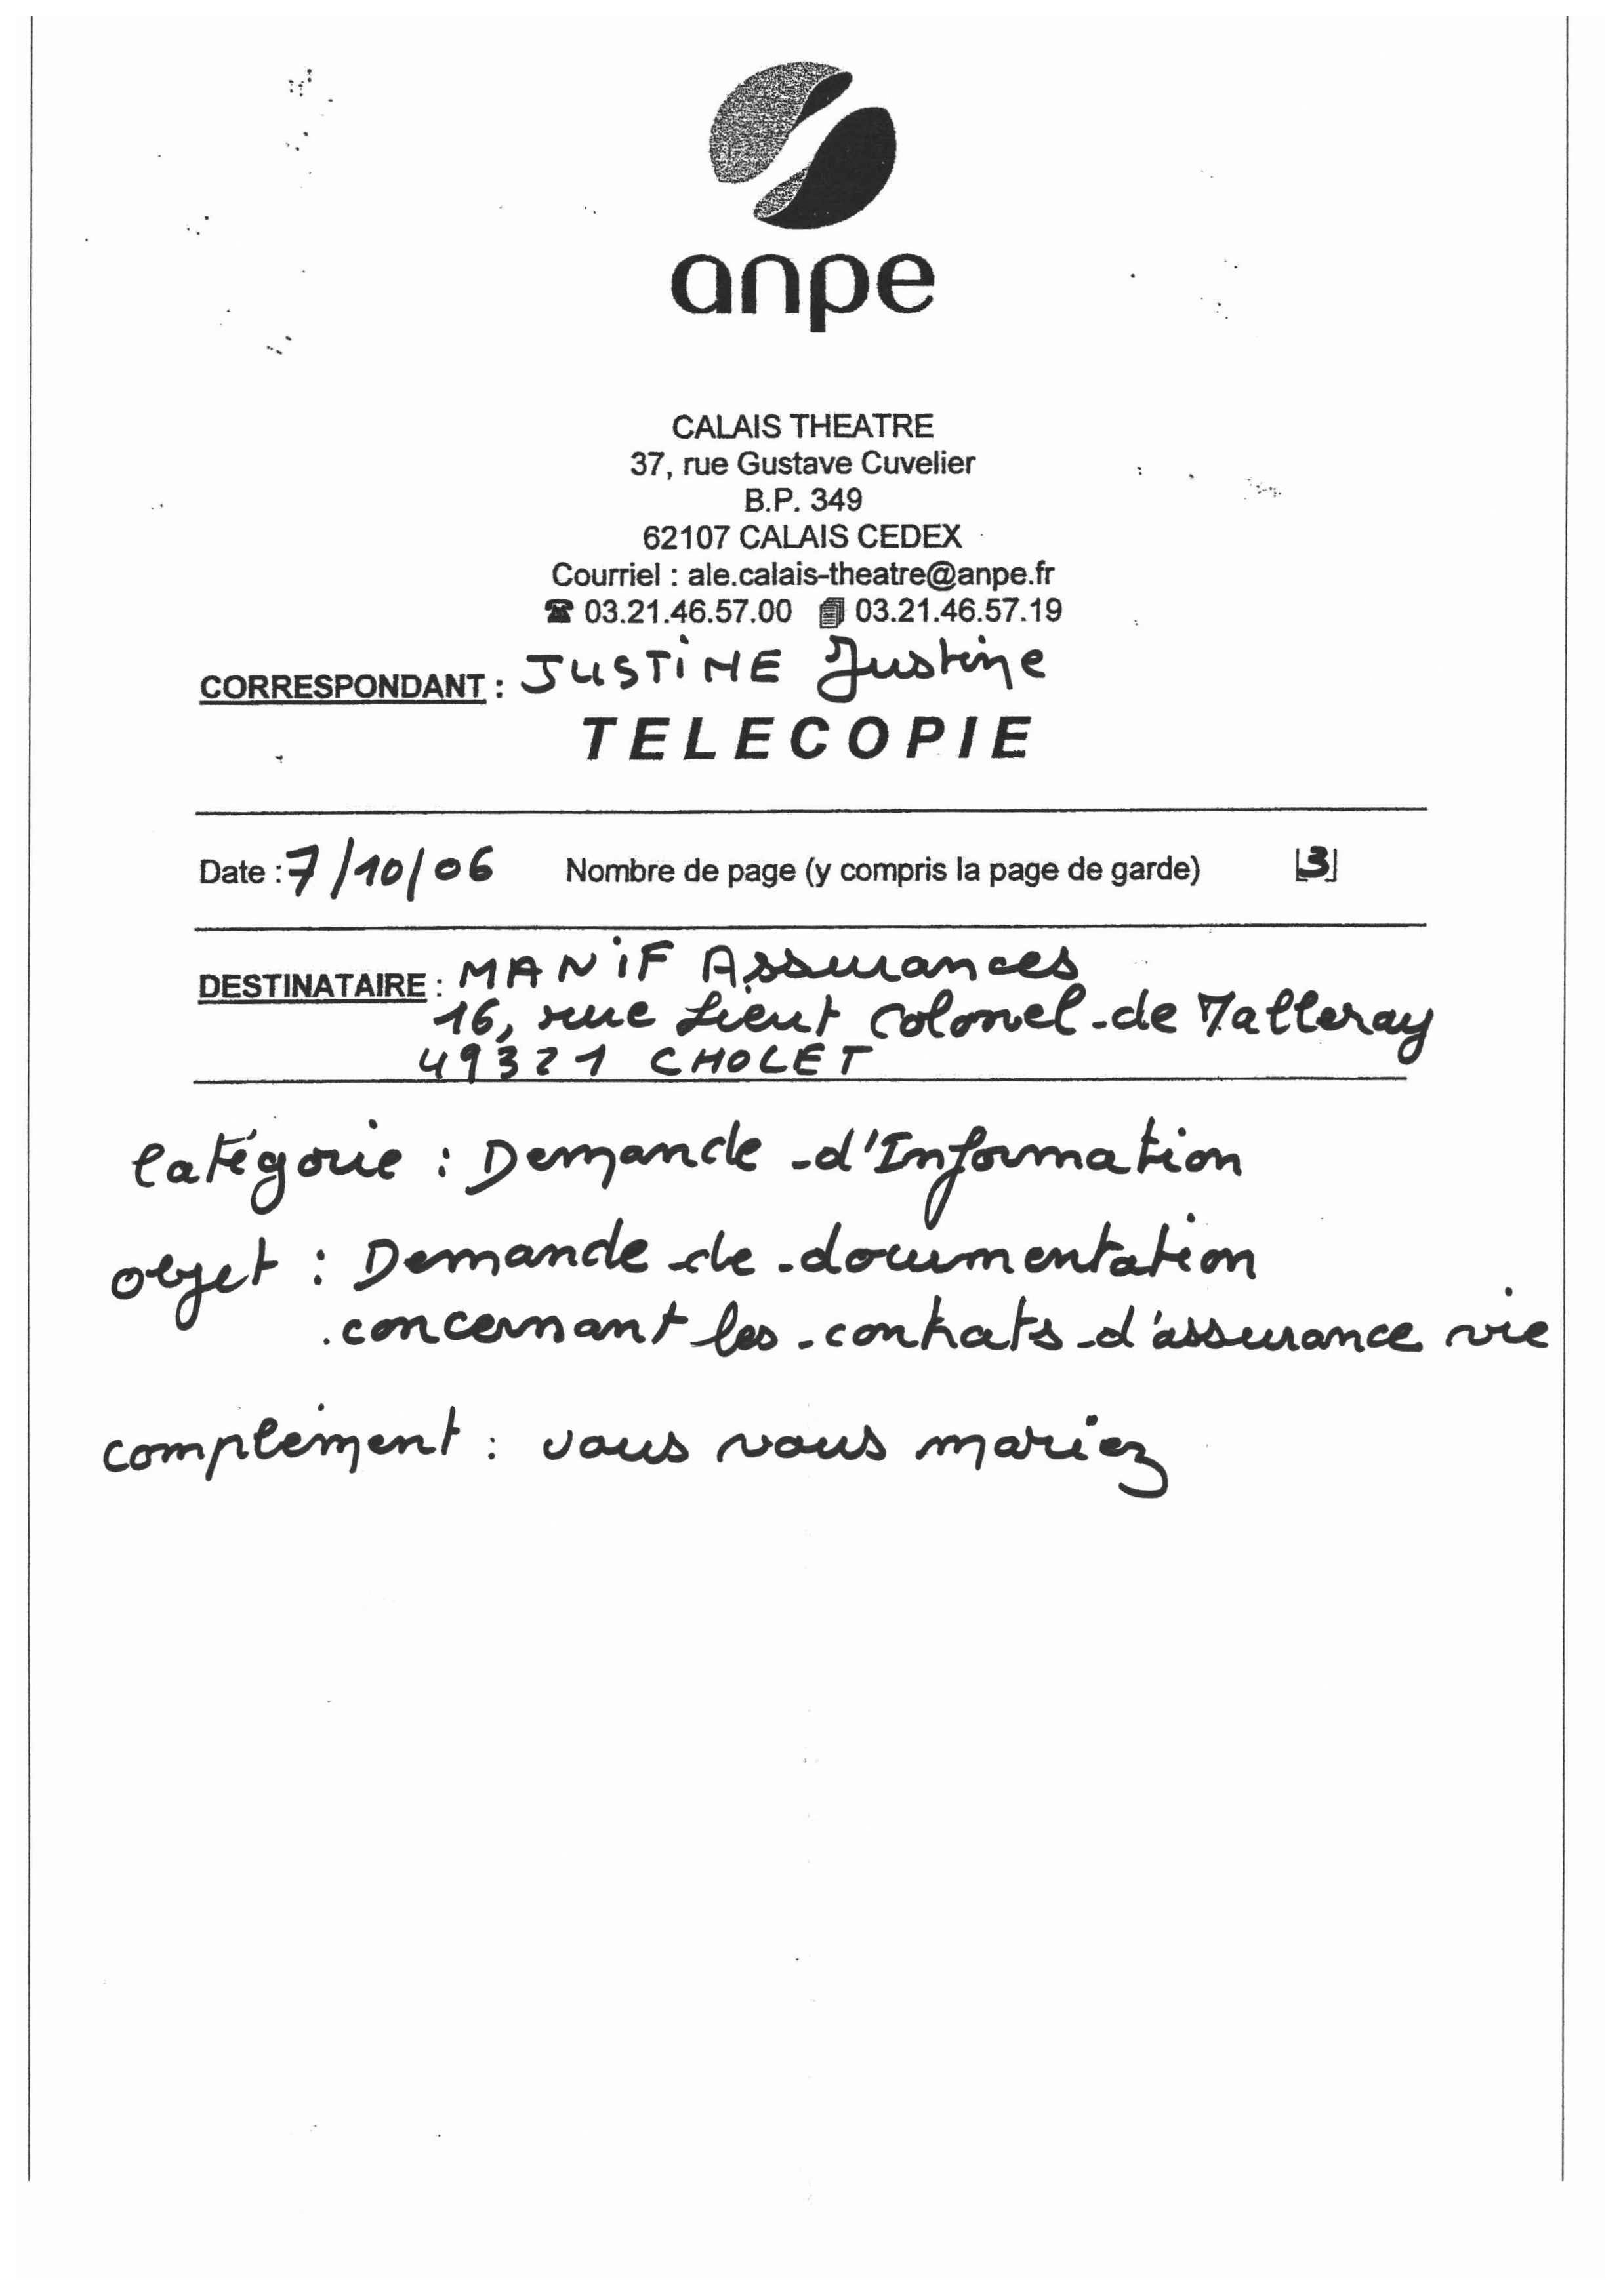 anpe
CALAIS THEATRE
37, rue Gustave Cuvelier
B.P. 349
62107 CALAIS CEDEX
Courriel : ale.calais-theatre@anpe.fr
☎ 03.21.46.57.00 03.21.46.57.19
CORRESPONDANT : JUSTINE Justine
TELECOPIE
Date : 7/10/06 Nombre de page (y compris la page de garde) |3|
DESTINATAIRE : MANiF Assurances
16, rue Lieut Colonel de Malleray
49321 CHOLET
Catégorie : Demande d'Information
objet : Demande de documentation
concernant les contrats d'assurance vie
complément : vous vous mariez